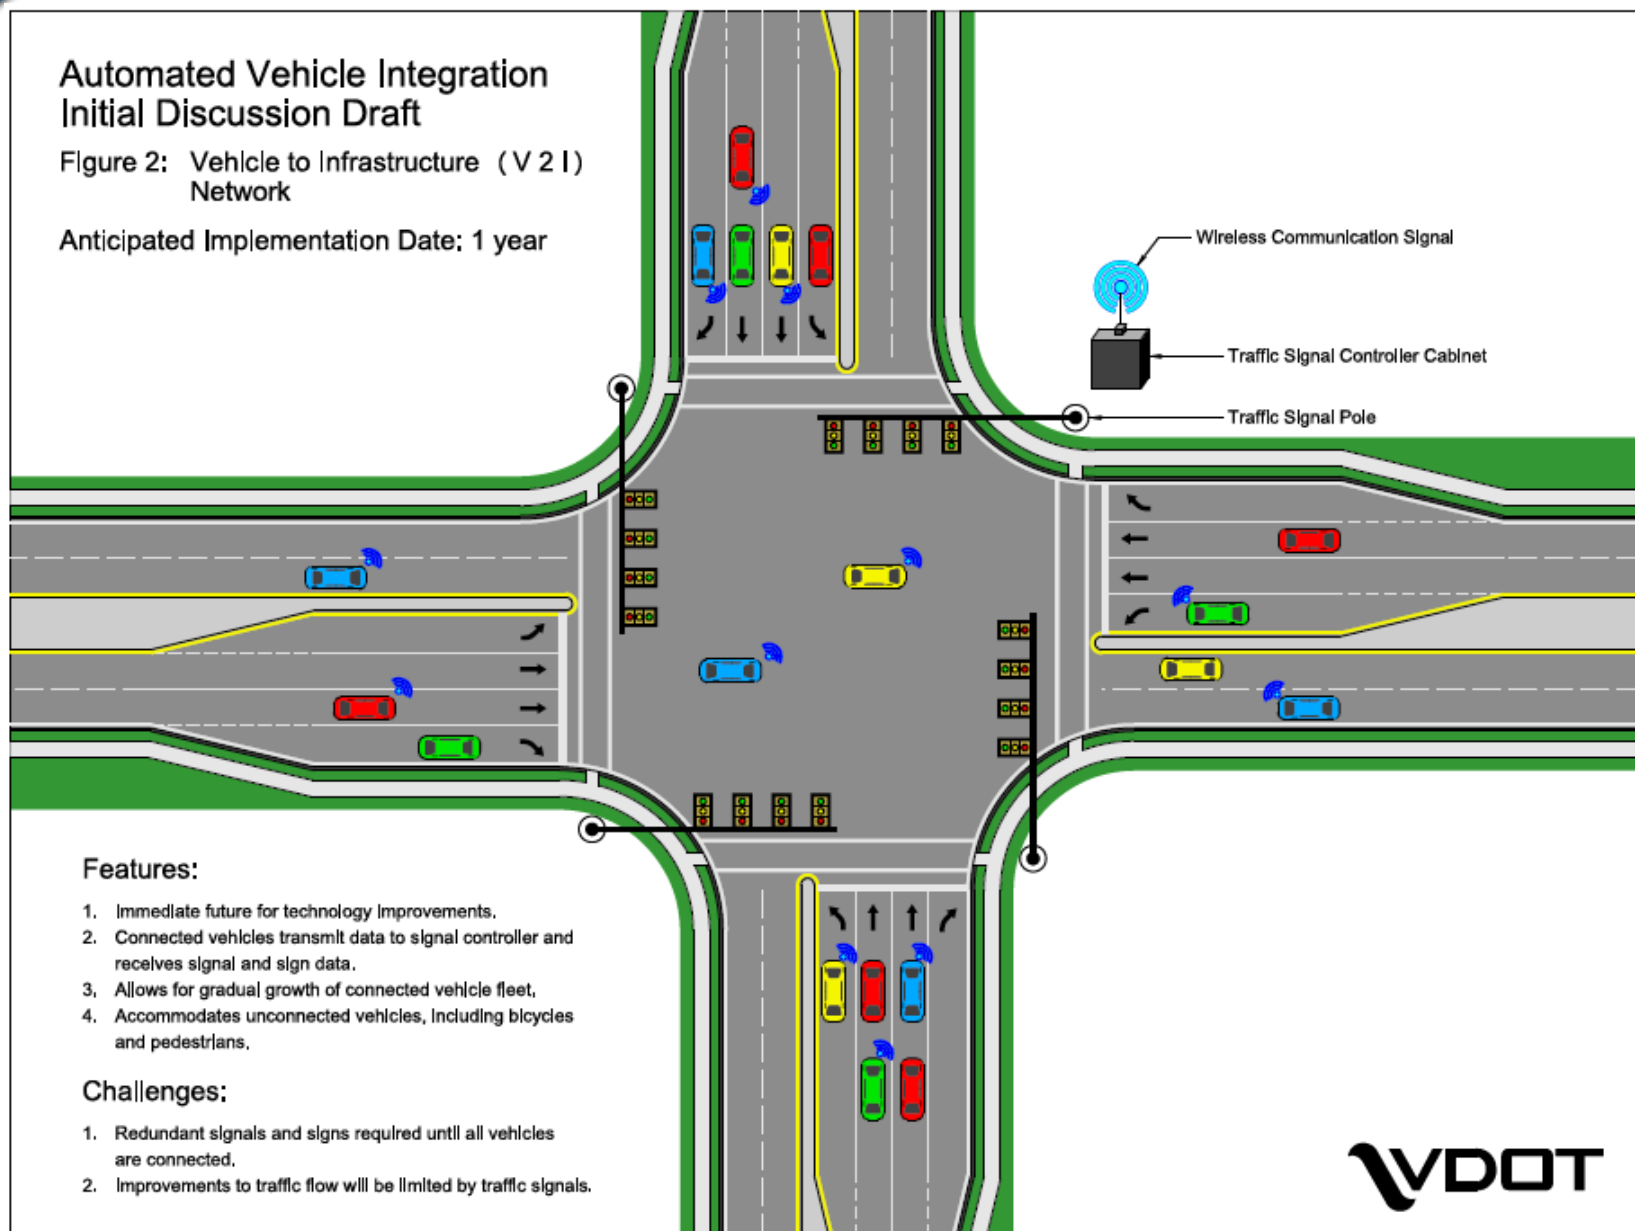 Automated Vehicle Integration
Initial Discussion Draft
Figure 2: Vehicle to Infrastructure (V2I)
Network
Anticipated Implementation Date: 1 year
Wireless Communication Signal
Traffic Signal Controller Cabinet
Traffic Signal Pole
Features:
1. Immediate future for technology improvements.
2. Connected vehicles transmit data to signal controller and
receives signal and sign data.
3. Allows for gradual growth of connected vehicle fleet.
4. Accommodates unconnected vehicles, including bicycles
and pedestrians.
Challenges:
1. Redundant signals and signs required until all vehicles
are connected.
2. Improvements to traffic flow will be limited by traffic signals.
VDOT